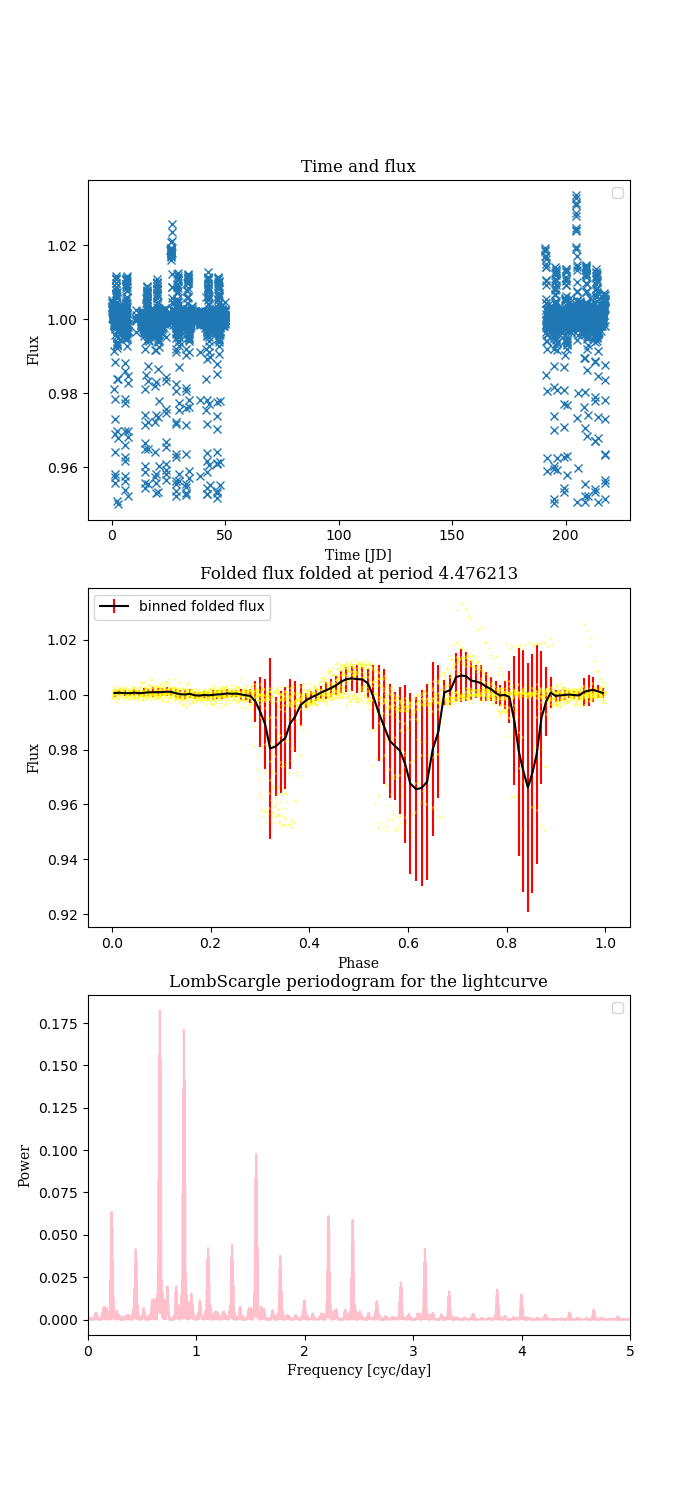 Time and flux
1.02
1.00
0.98
0.96
Flux
0 50 100 150 200
Time [JD]
Folded flux folded at period 4.476213
binned folded flux
1.02
1.00
0.98
0.96
0.94
0.92
Flux
0.0 0.2 0.4 0.6 0.8 1.0
Phase
LombScargle periodogram for the lightcurve
0.175
0.150
0.125
0.100
0.075
0.050
0.025
0.000
Power
0 1 2 3 4 5
Frequency [cyc/day]